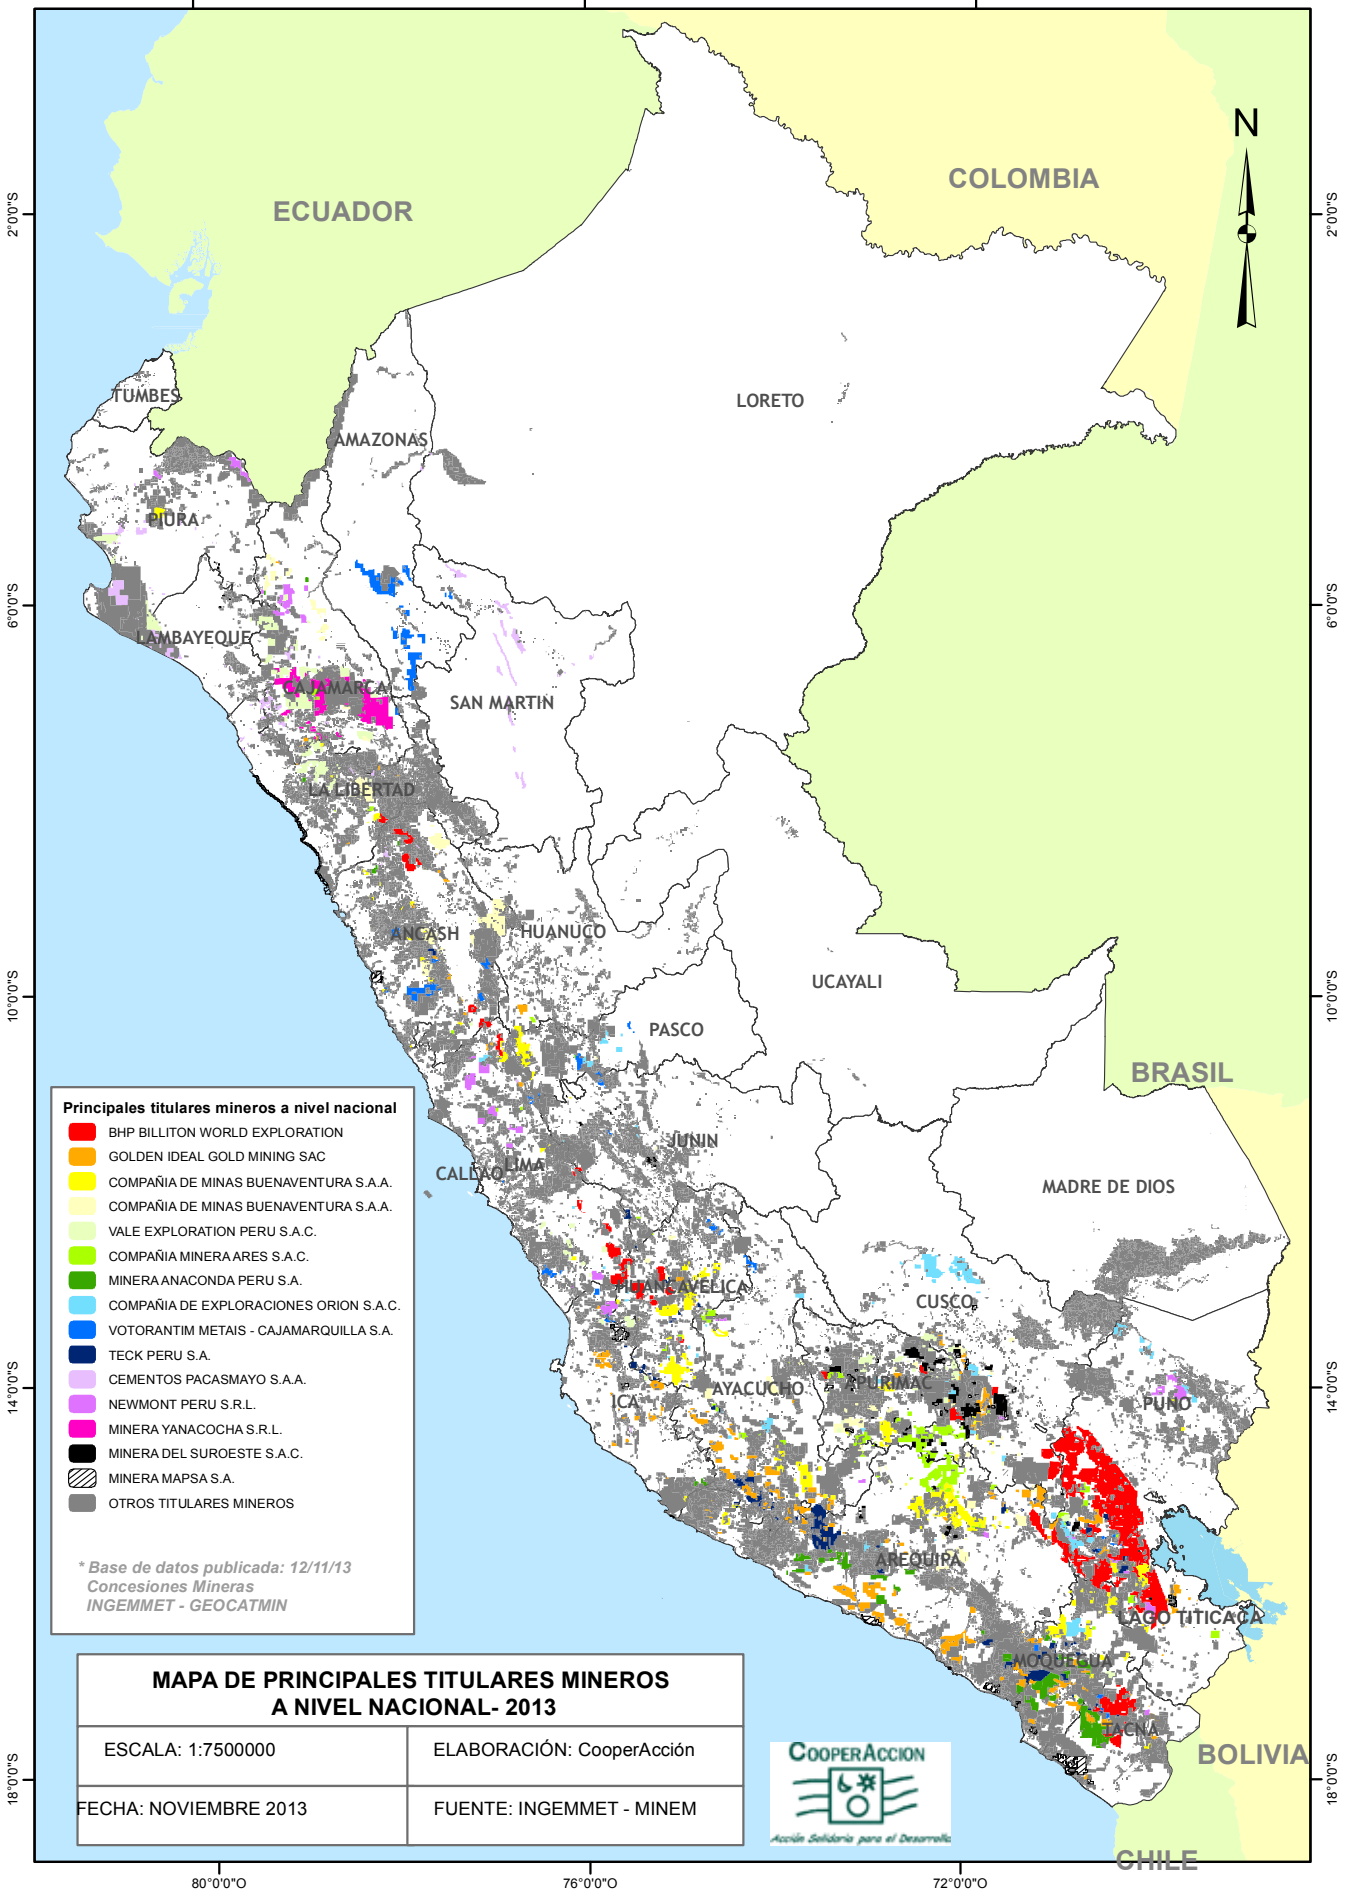 ECUADOR
COLOMBIA
N
2°0'0"S
2°0'0"S
TUMBES
LORETO
AMAZONAS
PIURA
6°0'0"S
6°0'0"S
LAMBAYEQUE
CAJAMARCA
SAN MARTIN
LA LIBERTAD
ANCASH
HUANUCO
UCAYALI
10°0'0"S
10°0'0"S
PASCO
BRASIL
JUNIN
LIMA
CALLAO
MADRE DE DIOS
HUANCAVELICA
CUSCO
14°0'0"S
14°0'0"S
AYACUCHO
PURIMAC
ICA
PUNO
AREQUIPA
LAGO TITICACA
MOQUEGUA
TACNA
BOLIVIA
18°0'0"S
18°0'0"S
CHILE
Principales titulares mineros a nivel nacional
BHP BILLITON WORLD EXPLORATION
GOLDEN IDEAL GOLD MINING SAC
COMPAÑIA DE MINAS BUENAVENTURA S.A.A.
COMPAÑIA DE MINAS BUENAVENTURA S.A.A.
VALE EXPLORATION PERU S.A.C.
COMPAÑIA MINERA ARES S.A.C.
MINERA ANACONDA PERU S.A.
COMPAÑIA DE EXPLORACIONES ORION S.A.C.
VOTORANTIM METAIS - CAJAMARQUILLA S.A.
TECK PERU S.A.
CEMENTOS PACASMAYO S.A.A.
NEWMONT PERU S.R.L.
MINERA YANACOCHA S.R.L.
MINERA DEL SUROESTE S.A.C.
MINERA MAPSA S.A.
OTROS TITULARES MINEROS
* Base de datos publicada: 12/11/13
Concesiones Mineras
INGEMMET - GEOCATMIN
MAPA DE PRINCIPALES TITULARES MINEROS
A NIVEL NACIONAL- 2013
ESCALA: 1:7500000
ELABORACIÓN: CooperAcción
FECHA: NOVIEMBRE 2013
FUENTE: INGEMMET - MINEM
COOPERACCION
Acción Solidaria para el Desarrollo
80°0'0"O
76°0'0"O
72°0'0"O